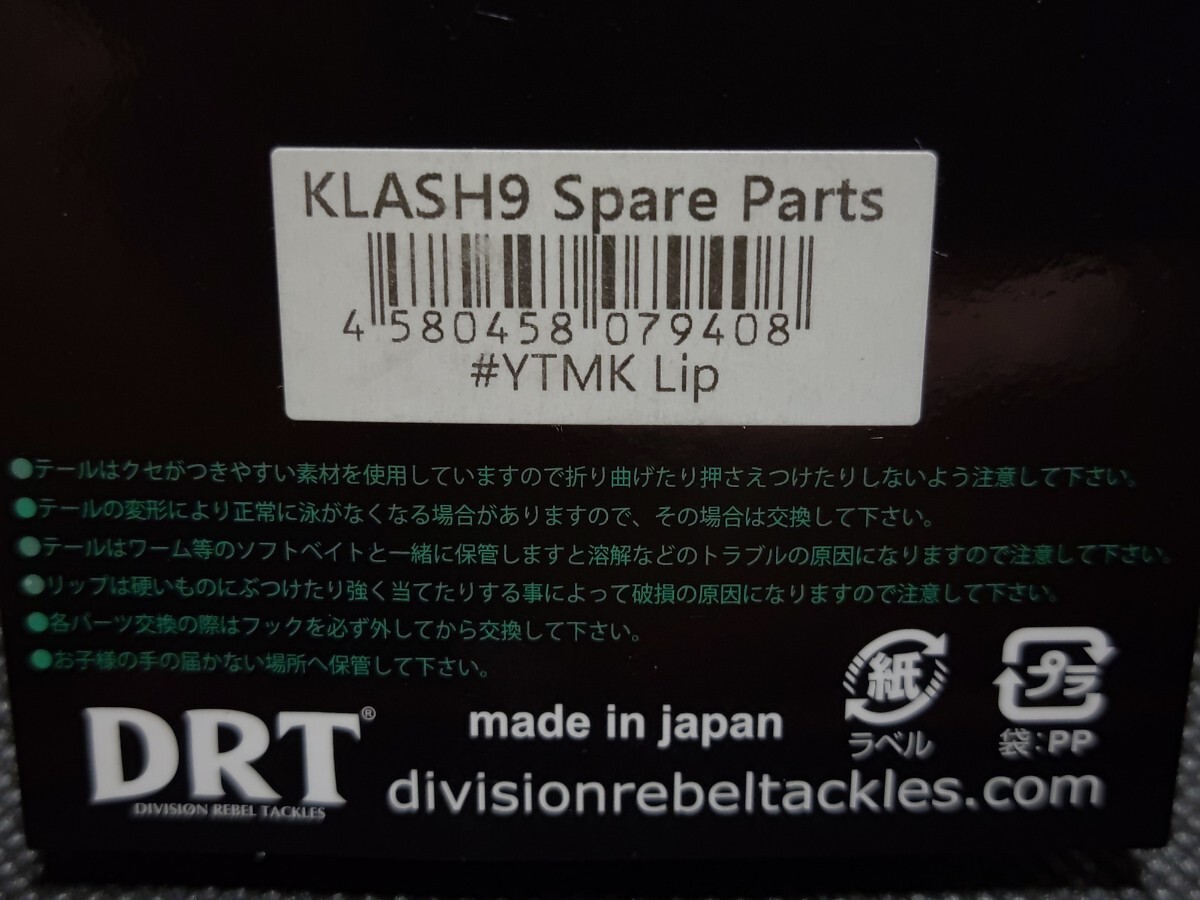 KLASH9 Spare Parts
4 580458 079408
#YTMK Lip
●テールはクセがつきやすい素材を使用していますので折り曲げたり押さえつけたりしないよう注意して下さい。
●テールの変形により正常に泳がなくなる場合がありますので、その場合は交換して下さい。
●テールはワーム等のソフトベイトと一緒に保管しますと溶解などのトラブルの原因になりますので注意して下さい。
●リップは硬いものにぶつけたり強く当てたりする事によって破損の原因になりますので注意して下さい。
●各パーツ交換の際はフックを必ず外してから交換して下さい。
●お子様の手の届かない場所へ保管して下さい。
紙
ラベル
プラ
袋:PP
DRT®
DIVISION REBEL TACKLES
made in japan
divisionrebeltackles.com